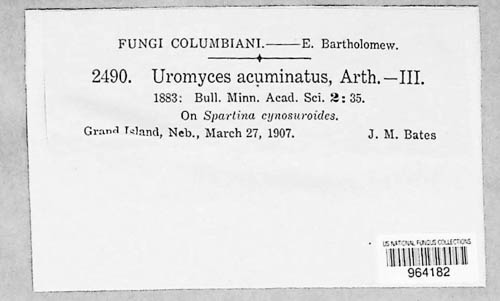 FUNGI COLUMBIANI.——E. Bartholomew.
2490. Uromyces acuminatus, Arth.—III.
1883: Bull. Minn. Acad. Sci. 2: 35.
On Spartina cynosuroides.
Grand Island, Neb., March 27, 1907. J. M. Bates
US NATIONAL FUNGUS COLLECTIONS
964182